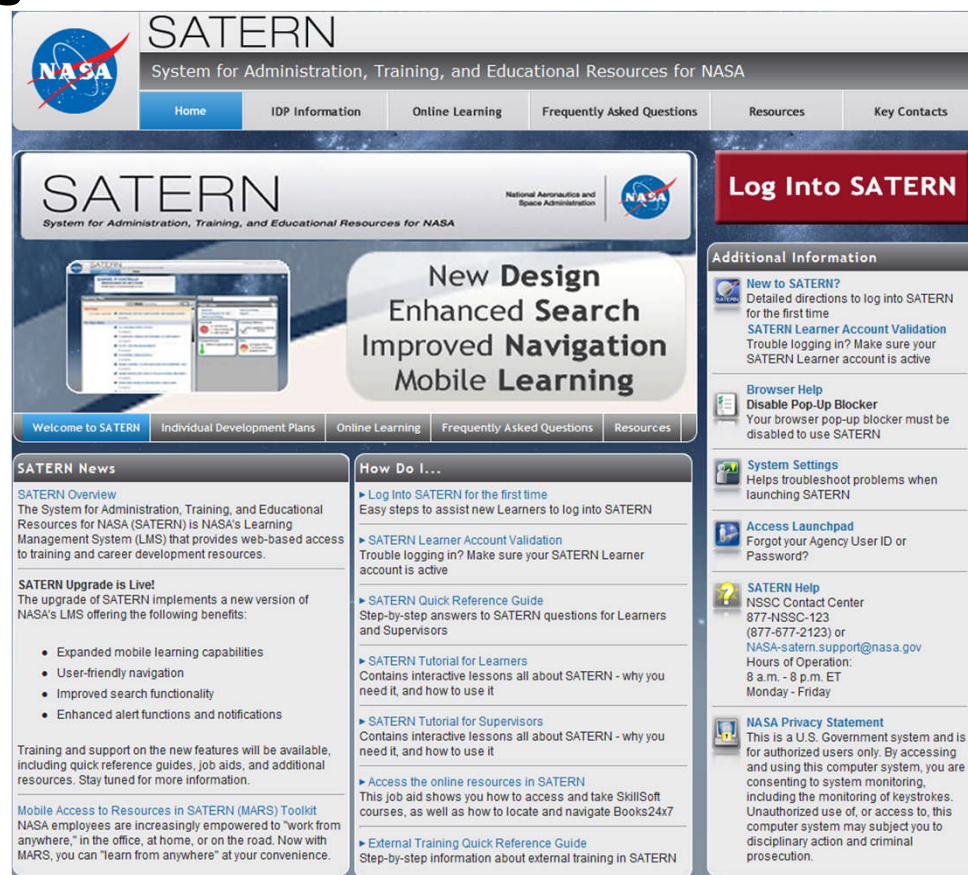 SATERN
NASA
System for Administration, Training, and Educational Resources for NASA
Home
IDP Information
Online Learning
Frequently Asked Questions
Resources
Key Contacts
SATERN
System for Administration, Training, and Educational Resources for NASA
National Aeronautics and
Space Administration
NASA
New Design
Enhanced Search
Improved Navigation
Mobile Learning
Welcome to SATERN
Individual Development Plans
Online Learning
Frequently Asked Questions
Resources
SATERN News
SATERN Overview
The System for Administration, Training, and Educational
Resources for NASA (SATERN) is NASA's Learning
Management System (LMS) that provides web-based access
to training and career development resources.
SATERN Upgrade is Live!
The upgrade of SATERN implements a new version of
NASA's LMS offering the following benefits:
• Expanded mobile learning capabilities
• User-friendly navigation
• Improved search functionality
• Enhanced alert functions and notifications
Training and support on the new features will be available,
including quick reference guides, job aids, and additional
resources. Stay tuned for more information.
Mobile Access to Resources in SATERN (MARS) Toolkit
NASA employees are increasingly empowered to "work from
anywhere," in the office, at home, or on the road. Now with
MARS, you can "learn from anywhere" at your convenience.
How Do I...
Log Into SATERN for the first time
Easy steps to assist new Learners to log into SATERN
SATERN Learner Account Validation
Trouble logging in? Make sure your SATERN Learner
account is active
SATERN Quick Reference Guide
Step-by-step answers to SATERN questions for Learners
and Supervisors
SATERN Tutorial for Learners
Contains interactive lessons all about SATERN - why you
need it, and how to use it
SATERN Tutorial for Supervisors
Contains interactive lessons all about SATERN - why you
need it, and how to use it
Access the online resources in SATERN
This job aid shows you how to access and take SkillSoft
courses, as well as how to locate and navigate Books24x7
External Training Quick Reference Guide
Step-by-step information about external training in SATERN
Log Into SATERN
Additional Information
New to SATERN?
Detailed directions to log into SATERN
for the first time
SATERN Learner Account Validation
Trouble logging in? Make sure your
SATERN Learner account is active
Browser Help
Disable Pop-Up Blocker
Your browser pop-up blocker must be
disabled to use SATERN
System Settings
Helps troubleshoot problems when
launching SATERN
Access Launchpad
Forgot your Agency User ID or
Password?
SATERN Help
NSSC Contact Center
877-NSSC-123
(877-677-2123) or
NASA-satern.support@nasa.gov
Hours of Operation:
8 a.m. - 8 p.m. ET
Monday - Friday
NASA Privacy Statement
This is a U.S. Government system and is
for authorized users only. By accessing
and using this computer system, you are
consenting to system monitoring,
including the monitoring of keystrokes.
Unauthorized use of, or access to, this
computer system may subject you to
disciplinary action and criminal
prosecution.